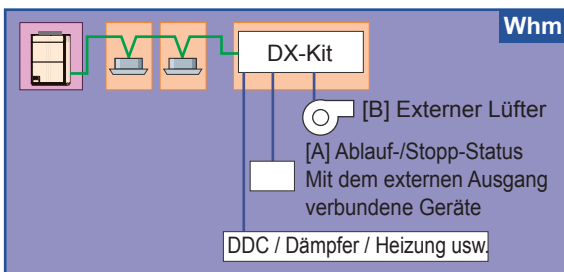 Whm
DX-Kit
[B] Externer Lüfter
[A] Ablauf-/Stopp-Status
Mit dem externen Ausgang
verbundene Geräte
DDC / Dämpfer / Heizung usw.